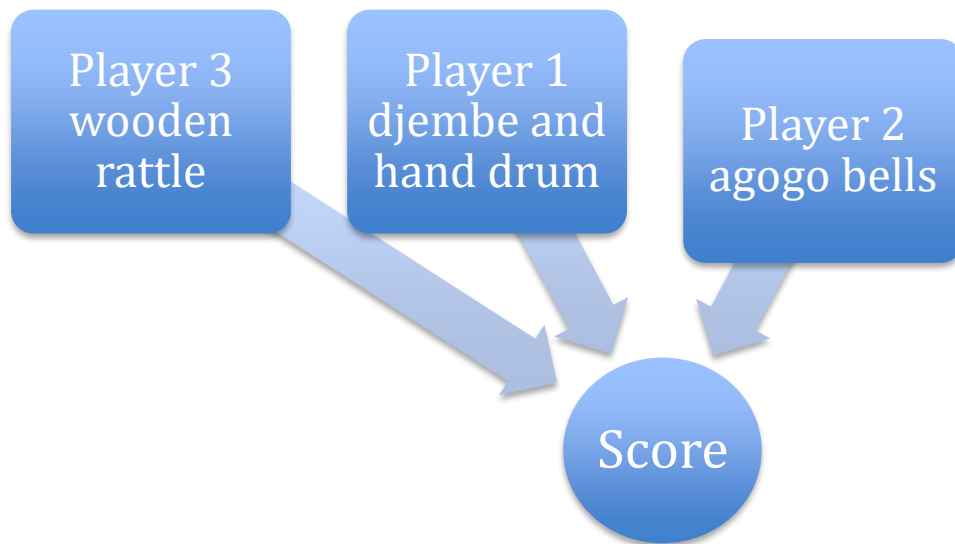 Player 3
wooden
rattle
Player 1
djembe and
hand drum
Player 2
agogo bells
Score